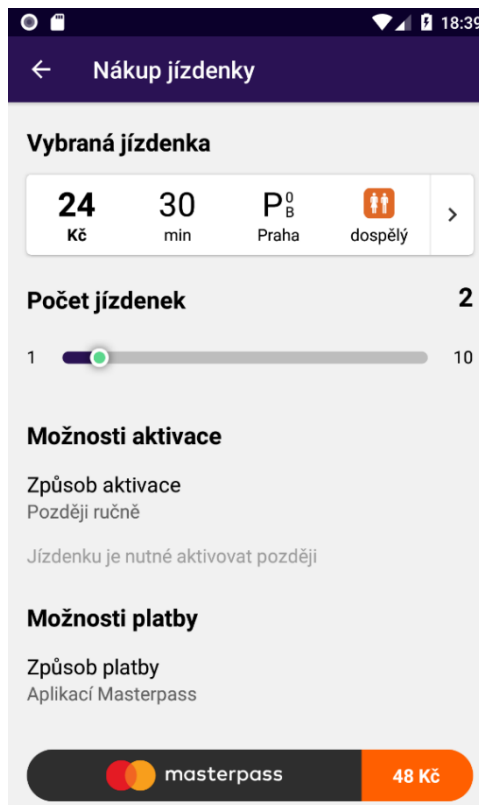 18:39
Nákup jízdenky
Vybraná jízdenka
24 30 P 0 B
Kč min Praha dospělý
Počet jízdenek 2
1 10
Možnosti aktivace
Způsob aktivace
Později ručně
Jízdenku je nutné aktivovat později
Možnosti platby
Způsob platby
Aplikací Masterpass
masterpass 48 Kč